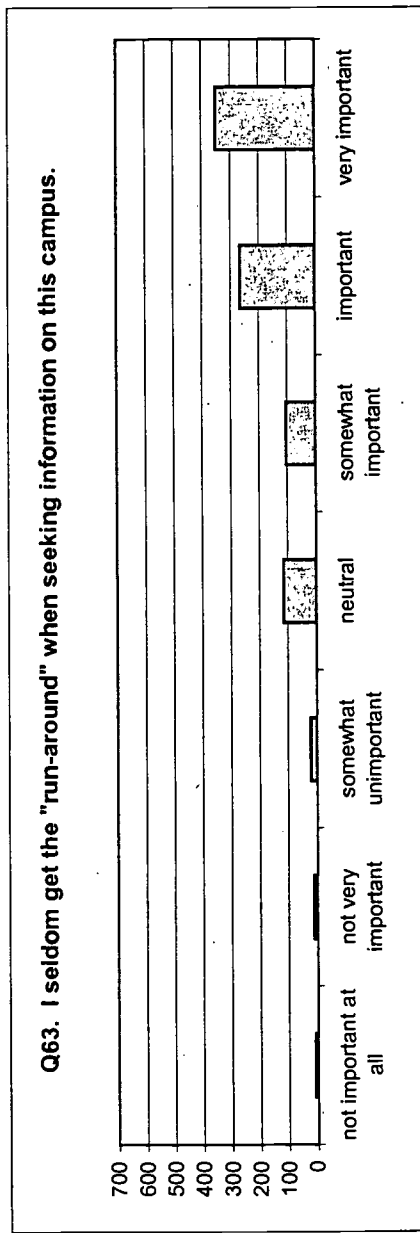 Q63. I seldom get the "run-around" when seeking information on this campus.
700
600
500
400
300
200
100
0
not important at
all
not very
important
somewhat
unimportant
neutral
somewhat
important
important
very important